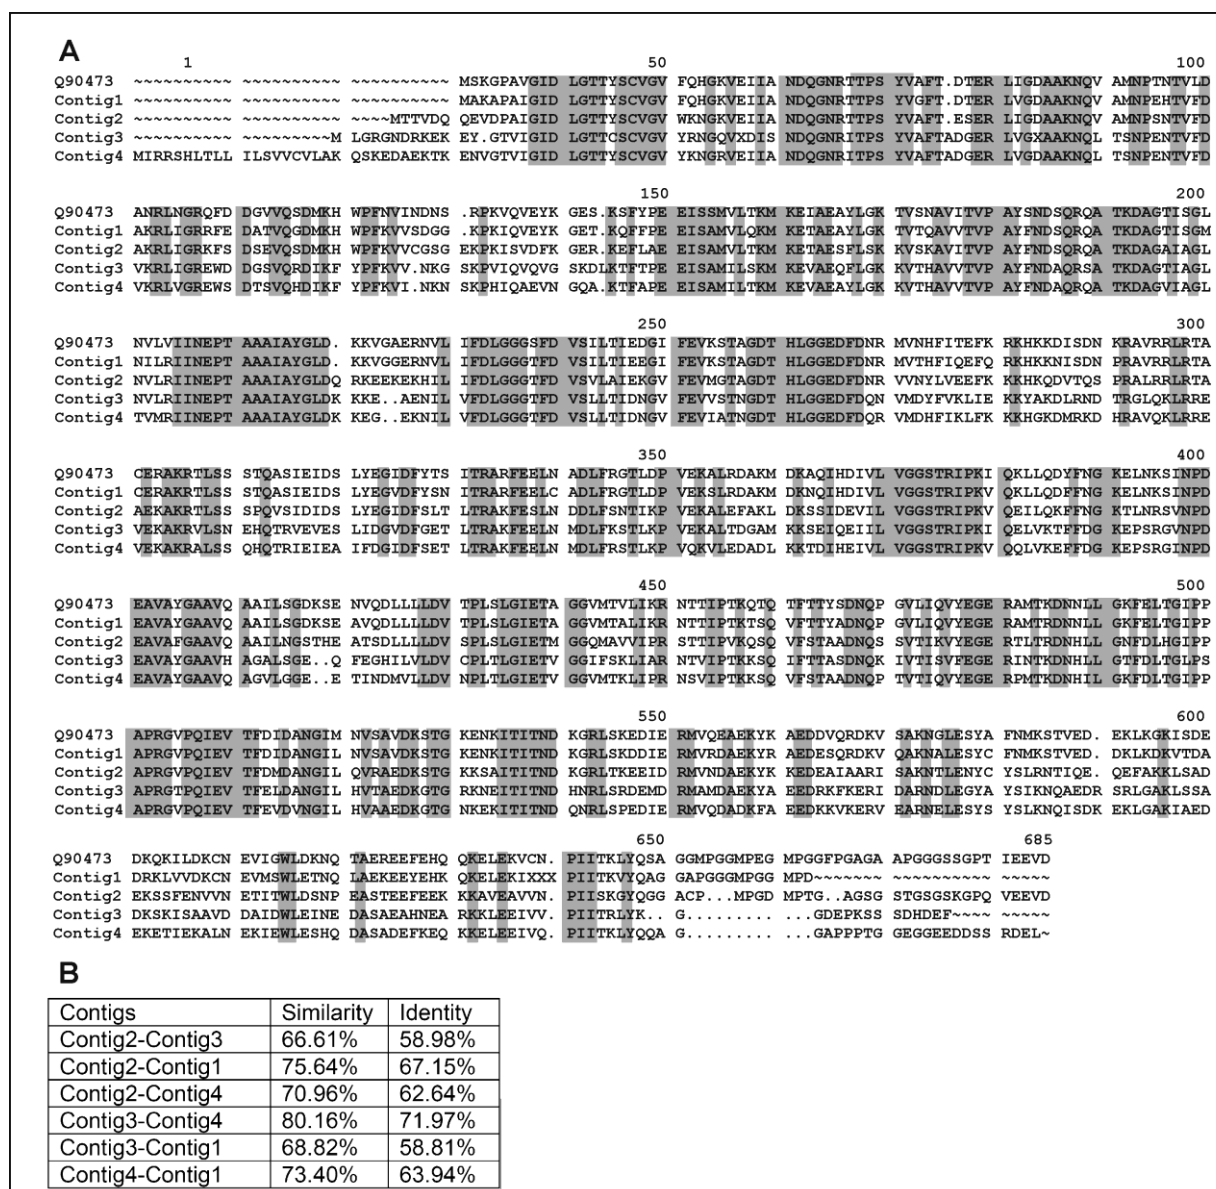 A
1 50 100
Q90473 ~~~~~~~~~~ ~~~~~~~~~~ ~~~~~~~~~~ MSKGPAVGID LGTTYSCVGV FQHGKVEIIA NDQGNRTTPS YVAFT.DTER LIGDAAKNQV AMNPTNTVLD
Contig1 ~~~~~~~~~~ ~~~~~~~~~~ ~~~~~~~~~~ MAKAPAIGID LGTTYSCVGV FQHGKVEIIA NDQGNRTTPS YVGFT.DTER LVGDAAKNQV AMNPEHTVFD
Contig2 ~~~~~~~~~~ ~~~~~~~~~~ ~~~~MTTVDQ QEVDPAIGID LGTTYSCVGV WKNGKVEIIA NDQGNRTTPS YVAFT.ESER LIGDAAKNQV AMNPSNTVFD
Contig3 ~~~~~~~~~~ ~~~~~~~~~M LGRGNDRKEK EY.GTVIGID LGTTCSCVGV YRNGQVXDIS NDQGNRITPS YVAFTADGER LVGXAAKNQL TSNPENTVFD
Contig4 MIRRSHLTLL ILSVVCVLAK QSKEDAEKTK ENVGTVIGID LGTTYSCVGV YKNGRVEIIA NDQGNRITPS YVAFTADGER LVGDAAKNQL TSNPENTVFD
150 200
Q90473 ANRLNGRQFD DGVVQSDMKH WPFNVINDNS .RPKVQVEYK GES.KSFYPE EISSMVLTKM KEIAEAYLGK TVSNAVITVP AYSNDSQRQA TKDAGTISGL
Contig1 AKRLIGRRFE DATVQGDMKH WPFKVVSDGG .KPKIQVEYK GET.KQFFPE EISAMVLQKM KETAEAYLGK TVTQAVITVP AYFNDSQRQA TKDAGTISGM
Contig2 AKRLIGRKFS DSEVQSDMKH WPFKVVCGSG EKPKISVDFK GER.KEFLAE EISAMVLTKM KETAESFLSK KVSKAVITVP AYFNDSQRQA TKDAGAIAGL
Contig3 VKRLIGREWD DGSVQRDIKF YPFKVV.NKG SKPVIQVQVG SKDLKTFTPE EISAMILSKM KEVAEQFLGK KVTHAVVTVP AYFNDAQRSA TKDAGTIAGL
Contig4 VKRLVGREWS DTSVQHDIKF YPFKVI.NKN SKPHIQAEVN GQA.KTFAPE EISAMILTKM KEVAEAYLGK KVTHAVVTVP AYFNDAQRQA TKDAGVIAGL
250 300
Q90473 NVLVIINEPT AAAIAYGLD. KKVGAERNVL IFDLGGGSFD VSILTIEDGI FEVKSTAGDT HLGGEDFDNR MVNHFITEFK RKHKKDISDN KRAVRRLRTA
Contig1 NILRIINEPT AAAIAYGLD. KKVGGERNVL IFDLGGGTFD VSILTIEDGI FEVKSTAGDT HLGGEDFDNR MVTHFIQEFQ RKHKKNISGN PRAVRRLRTA
Contig2 NVLRIINEPT AAAIAYGLDQ RKEEKEKHIL IFDLGGGTFD VSVLAIEKGV FEVMGTAGDT HLGGEDFDNR VVNYLVEEFK KKHKQDVTQS PRALRRLRTA
Contig3 NVLRIINEPT AAAIAYGLDK KKE..AENIL VFDLGGGTFD VSLLTIDNGV FEVVSTNGDT HLGGEDFDQN VMDYFVKLIE KKYAKDLRND TRGLQKLRRE
Contig4 TVMRIINEPT AAAIAYGLDK KEG..EKNIL VFDLGGGTFD VSLLTIDNGV FEVIATNGDT HLGGEDFDQR VMDHFIKLFK KKHGKDMRKD HRAVQKLRRE
350 400
Q90473 CERAKRTLSS STQASIEIDS LYEGIDFYTS ITRARFEELN ADLFRGTLDP VEKALRDAKM DKAQIHDIVL VGGSTRIPKI QKLLQDYFNG KELNKSINPD
Contig1 CERAKRTLSS STQASIEIDS LYEGVDFYSN ITRARFEELC ADLFRGTLDP VEKSLRDAKM DKNQIHDIVL VGGSTRIPKV QKLLQDFFNG KELNKSINPD
Contig2 AEKAKRTLSS SSPQVSIDIDS LYEGIDFSLT LTRAKFESLN DDLFSNTIKP VEKALEFAKL DKSSIDEVIL VGGSTRIPKV QEILQKFFNG KTLNRSVNPD
Contig3 VEKAKRVLSN EHQTRVEVES LIDGVDFGET LTRAKFEELN MDLFKSTLKP VEKALTDGAM KKSEIQEIIL VGGSTRIPKI QELVKTFFDG KEPSRGVNPD
Contig4 VEKAKRALSS QHQTRIEIEA IFDGIDFSET LTRAKFEELN MDLFRSTLKP VQKVLEDADL KKTDIHEIVL VGGSTRIPKV QQLVKEFFDG KEPSRGINPD
450 500
Q90473 EAVAYGAAVQ AAILSGDKSE NVQDLLLLDV TPLSLGIETA GGVMTVLIKR NTTIPTKQTQ TFTTYSDNQP GVLIQVYEGE RAMTKDNNLL GKFELTGIPP
Contig1 EAVAYGAAVQ AAILSGDKSE AVQDLLLLDV TPLSLGIETA GGVMTALIKR NTTIPTKTSQ VFTTYADNQP GVLIQVYEGE RAMTKDNNLL GKFELTGIPP
Contig2 EAVAFGAAVQ AAILNGSTHE ATSDLLLLDV SPLSLGIETM GGQMAVVIPR STTIPVKQSQ VFSTAADNQS SVTIKVYEGE RTLTRDNHLL GNFDLHGIPP
Contig3 EAVAYGAAVH AGALSGE..Q FEGHILVLDV CPLTLGIETV GGIFSKLIAR NTVIPTKKSQ IFTTASDNQK IVTISVFEGE RINTKDNHLL GTFDLTGLPS
Contig4 EAVAYGAAVQ AGVLGGE..E TINDMVLLDV NPLTLGIETV GGVMTKLIPR NSVIPTKKSQ VFSTAADNQP TVTIQVYEGE RPMTKDNHIL GKFDLTGIPP
550 600
Q90473 APRGVPQIEV TFDIDANGIM NVSAVDKSTG KENKITITND KGRLSKEDIE RMVQEAEKYK AEDDVQRDKV SAKNGLESYA FNMKSTVED. EKLKGKISDE
Contig1 APRGVPQIEV TFDIDANGIL NVSAVDKSTG KENKITITND KGRLSKDDIE RMVRDAEKYR AEDEAQRDKV QAKNALESYC FNMKSTVED. DKLKDKVTDA
Contig2 APRGVPQIEV TFDMDANGIL QVRAEDKSTG KKSAITITND KGRLTKEEID RMVNDAEKYK KEDEAIAARI SAKNTLENYC YSLRNTIQE. QEFAKKLSAD
Contig3 APRGTPQIEV TFELDANGIL HVTAEDKGTG RKNEITITND HNRLSRDEMD RMAMDAEKYA EEDRKFKERI DARNDLEGYA YSIKNQAEDR SRLGAKLSSA
Contig4 APRGVPQIEV TFEVDVNGIL HVAAEDKGTG NKEKITITND QNRLSPEDIE RMVQDADKFA EEDKKVKERV EARNELESYS YSLKNQISDK EKLGAKIAED
650 685
Q90473 DKQKILDKCN EVIGWLDKNQ TAEREEFEHQ QKELEKVCN. PIITKLYQSA GGMPGGMPEG MPGGFPGAGA APGGGSSGPT IEEVD
Contig1 DRKLVVDKCN EVMSWLETNQ LAEKEEYEHK QKELEKIXXX PIITKVYQAG GAPGGGMPGG MPD~~~~~~~ ~~~~~~~~~~ ~~~~~
Contig2 EKSSFENVVN ETITWLDSNP EASTEEFEEK KKAVEAVVN. PIISKGYQGG ACP...MPGD MPTG.AGSGS STGSGSKGPQ VEEVD
Contig3 DKSKISAAVD DAIDWLEINE DASAEAHNEA RKKLEEIVV. PIITRLYK.. G......... ...GDEPKSS SDHDEF~~~~ ~~~~~
Contig4 EKETIEKALN EKIEWLESHQ DASADEFKEQ KKELEEIVQ. PIITKLYQQA G......... ...GAPPPTG GEGGEEDDSS RDEL~
B
Contigs Similarity Identity
Contig2-Contig3 66.61% 58.98%
Contig2-Contig1 75.64% 67.15%
Contig2-Contig4 70.96% 62.64%
Contig3-Contig4 80.16% 71.97%
Contig3-Contig1 68.82% 58.81%
Contig4-Contig1 73.40% 63.94%